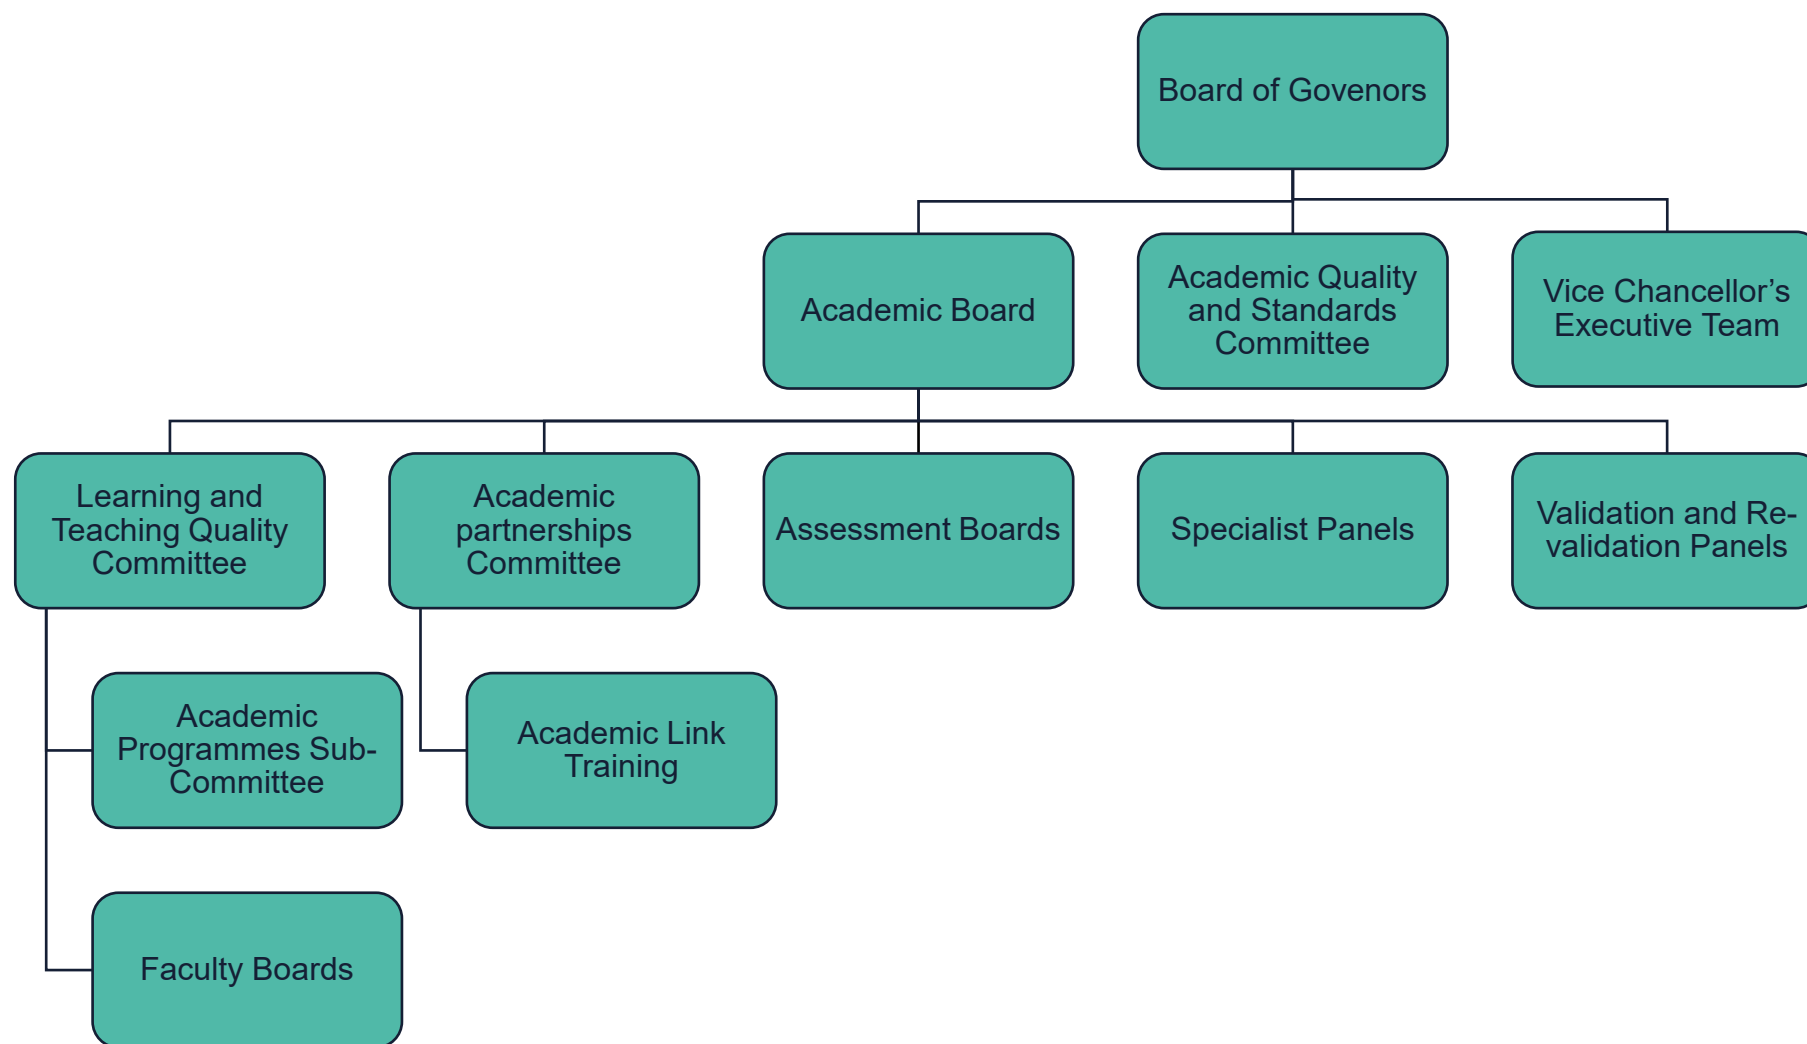 Board of Govenors
Academic Board
Academic Quality
and Standards
Committee
Vice Chancellor’s
Executive Team
Learning and
Teaching Quality
Committee
Academic
partnerships
Committee
Assessment Boards
Specialist Panels
Validation and Re-
validation Panels
Academic
Programmes Sub-
Committee
Academic Link
Training
Faculty Boards